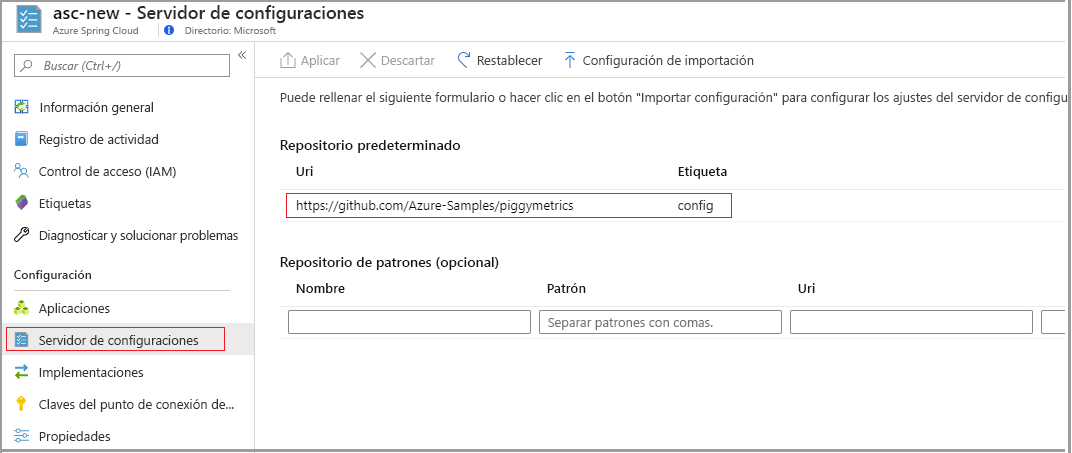 asc-new - Servidor de configuraciones
Azure Spring Cloud
Directorio: Microsoft
Buscar (Ctrl+/)
Información general
Registro de actividad
Control de acceso (IAM)
Etiquetas
Diagnosticar y solucionar problemas
Configuración
Aplicaciones
Servidor de configuraciones
Implementaciones
Claves del punto de conexión de...
Propiedades
Aplicar Descartar Restablecer Configuración de importación
Puede rellenar el siguiente formulario o hacer clic en el botón "Importar configuración" para configurar los ajustes del servidor de configu
Repositorio predeterminado
Uri Etiqueta
https://github.com/Azure-Samples/piggymetrics config
Repositorio de patrones (opcional)
Nombre Patrón Uri
Separar patrones con comas.